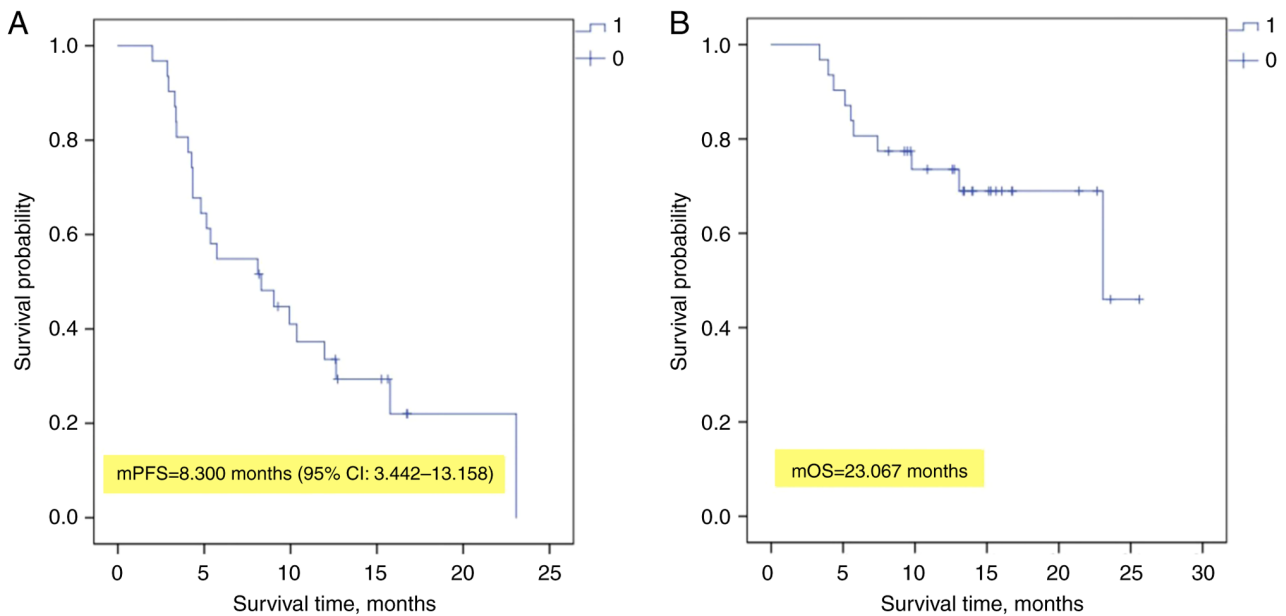 A
1
0
1.0
0.8
0.6
0.4
0.2
0.0
Survival probability
mPFS=8.300 months (95% CI: 3.442–13.158)
0 5 10 15 20 25
Survival time, months
B
1
0
1.0
0.8
0.6
0.4
0.2
0.0
Survival probability
mOS=23.067 months
0 5 10 15 20 25 30
Survival time, months